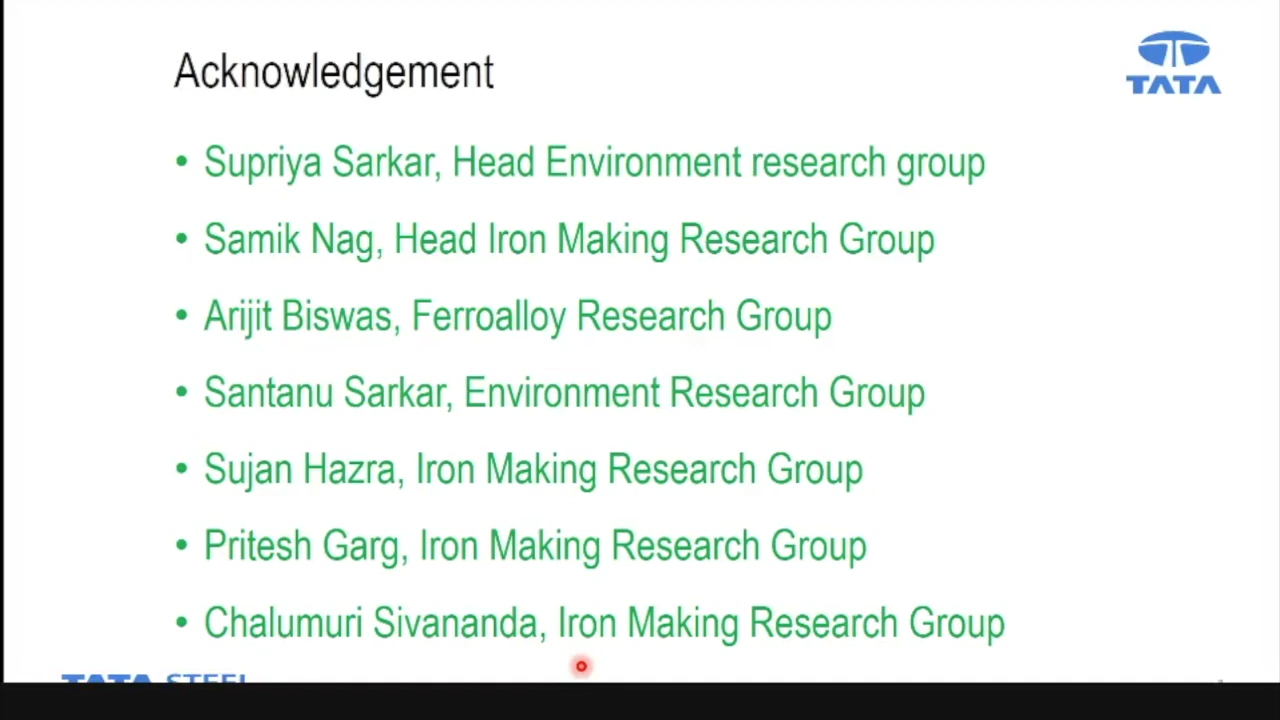 Acknowledgement
TATA
• Supriya Sarkar, Head Environment research group
• Samik Nag, Head Iron Making Research Group
• Arijit Biswas, Ferroalloy Research Group
• Santanu Sarkar, Environment Research Group
• Sujan Hazra, Iron Making Research Group
• Pritesh Garg, Iron Making Research Group
• Chalumuri Sivananda, Iron Making Research Group
TATA STEEL